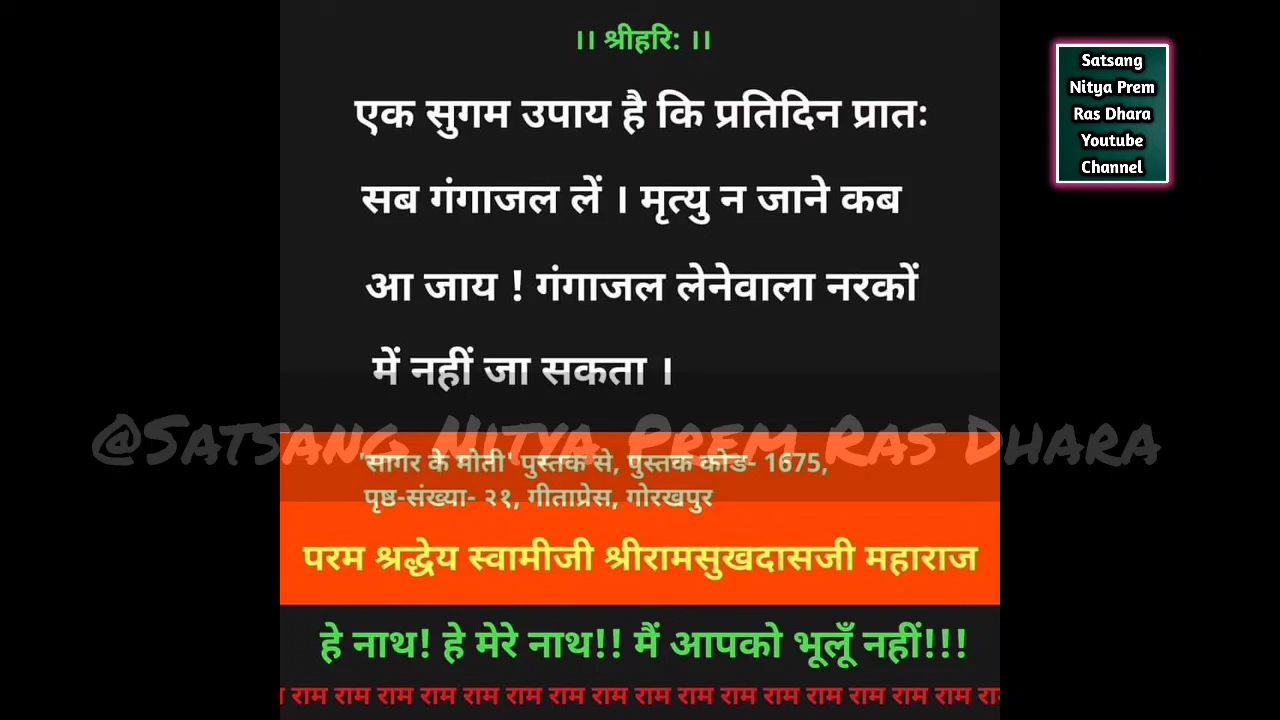 ।। श्रीहरि: ।।
एक सुगम उपाय है कि प्रतिदिन प्रातः
सब गंगाजल लें । मृत्यु न जाने कब
आ जाय ! गंगाजल लेनेवाला नरकों
में नहीं जा सकता ।
@Satsang Nitya Prem Ras Dhara
'सागर के मोती' पुस्तक से, पुस्तक कोड- 1675,
पृष्ठ-संख्या- २१, गीताप्रेस, गोरखपुर
परम श्रद्धेय स्वामीजी श्रीरामसुखदासजी महाराज
हे नाथ! हे मेरे नाथ!! मैं आपको भूलूँ नहीं!!!
राम राम राम राम राम राम राम राम राम राम राम राम राम राम राम राम
Satsang
Nitya Prem
Ras Dhara
Youtube
Channel